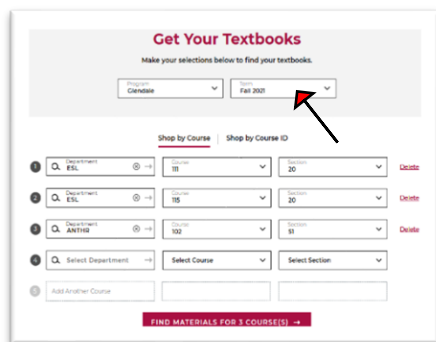 Get Your Textbooks
Make your selections below to find your textbooks.
Program Term
Glendale Fall 2021
Shop by Course Shop by Course ID
1 Department ESL Course 111 Section 20 Delete
2 Department ESL Course 115 Section 20 Delete
3 Department ANTHR Course 102 Section 51 Delete
4 Select Department Select Course Select Section
5 Add Another Course
FIND MATERIALS FOR 3 COURSE(S) →